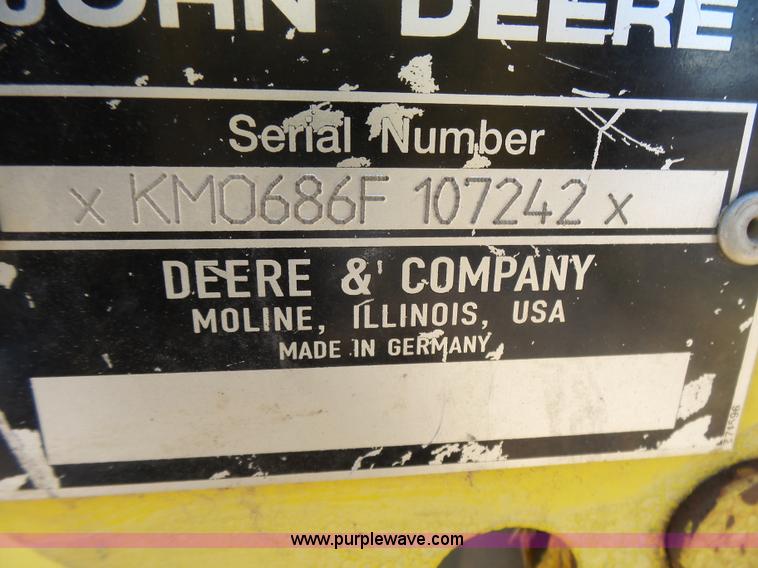 JOHN DEERE
Serial Number
x KM0686F 107242 x
DEERE & COMPANY
MOLINE, ILLINOIS, USA
MADE IN GERMANY
www.purplewave.com